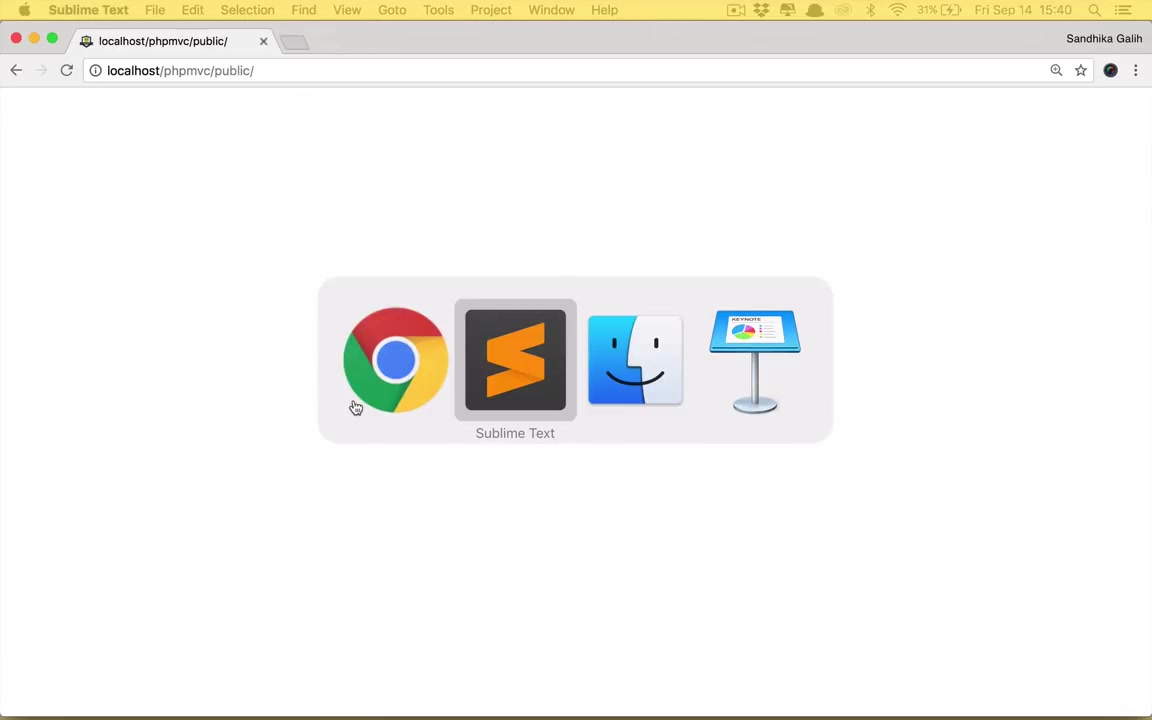 Sublime Text File Edit Selection Find View Goto Tools Project Window Help 31% Fri Sep 14 15:40
localhost/phpmvc/public/
Sandhika Galih
localhost/phpmvc/public/
KEYNOTE
Sublime Text